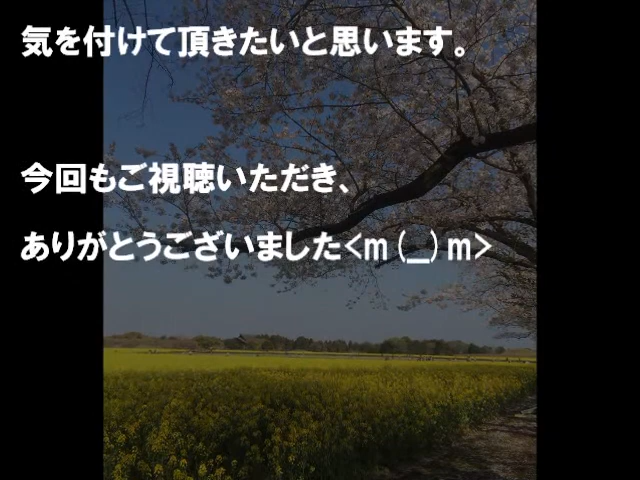 気を付けて頂きたいと思います。
今回もご視聴いただき、
ありがとうございました<m(_)m>